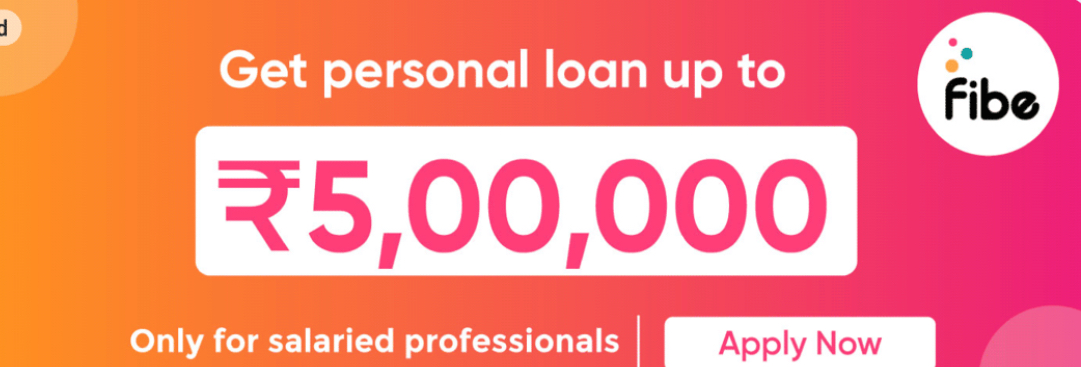 d
Get personal loan up to
fibe
₹5,00,000
Only for salaried professionals
Apply Now